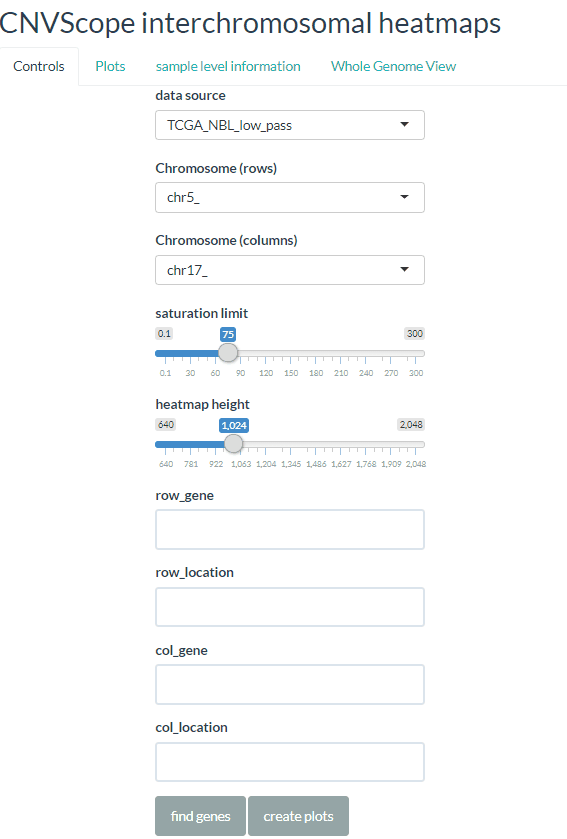 CNVScope interchromosomal heatmaps
Controls Plots sample level information Whole Genome View
data source
TCGA_NBL_low_pass
Chromosome (rows)
chr5_
Chromosome (columns)
chr17_
saturation limit
0.1 75 300
0.1 30 60 90 120 150 180 210 240 270 300
heatmap height
640 1,024 2,048
640 781 922 1,063 1,204 1,345 1,486 1,627 1,768 1,909 2,048
row_gene
row_location
col_gene
col_location
find genes create plots